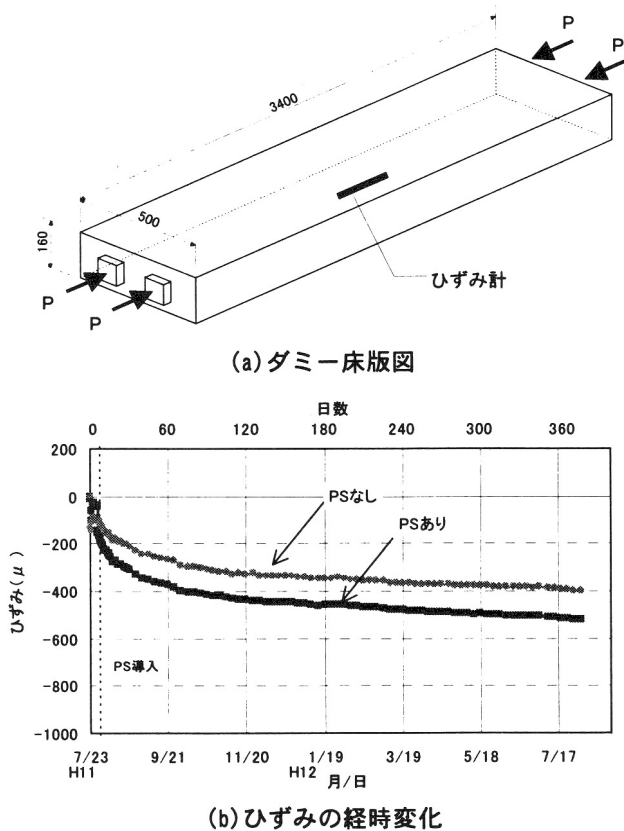 P
P
3400
500
160
P
P
ひずみ計
(a)ダミー床版図
日数
0 60 120 180 240 300 360
200
0
-200
-400
-600
-800
-1000
ひずみ(μ)
PSなし
PSあり
PS導入
7/23 9/21 11/20 1/19 3/19 5/18 7/17
H11 H12
月/日
(b)ひずみの経時変化